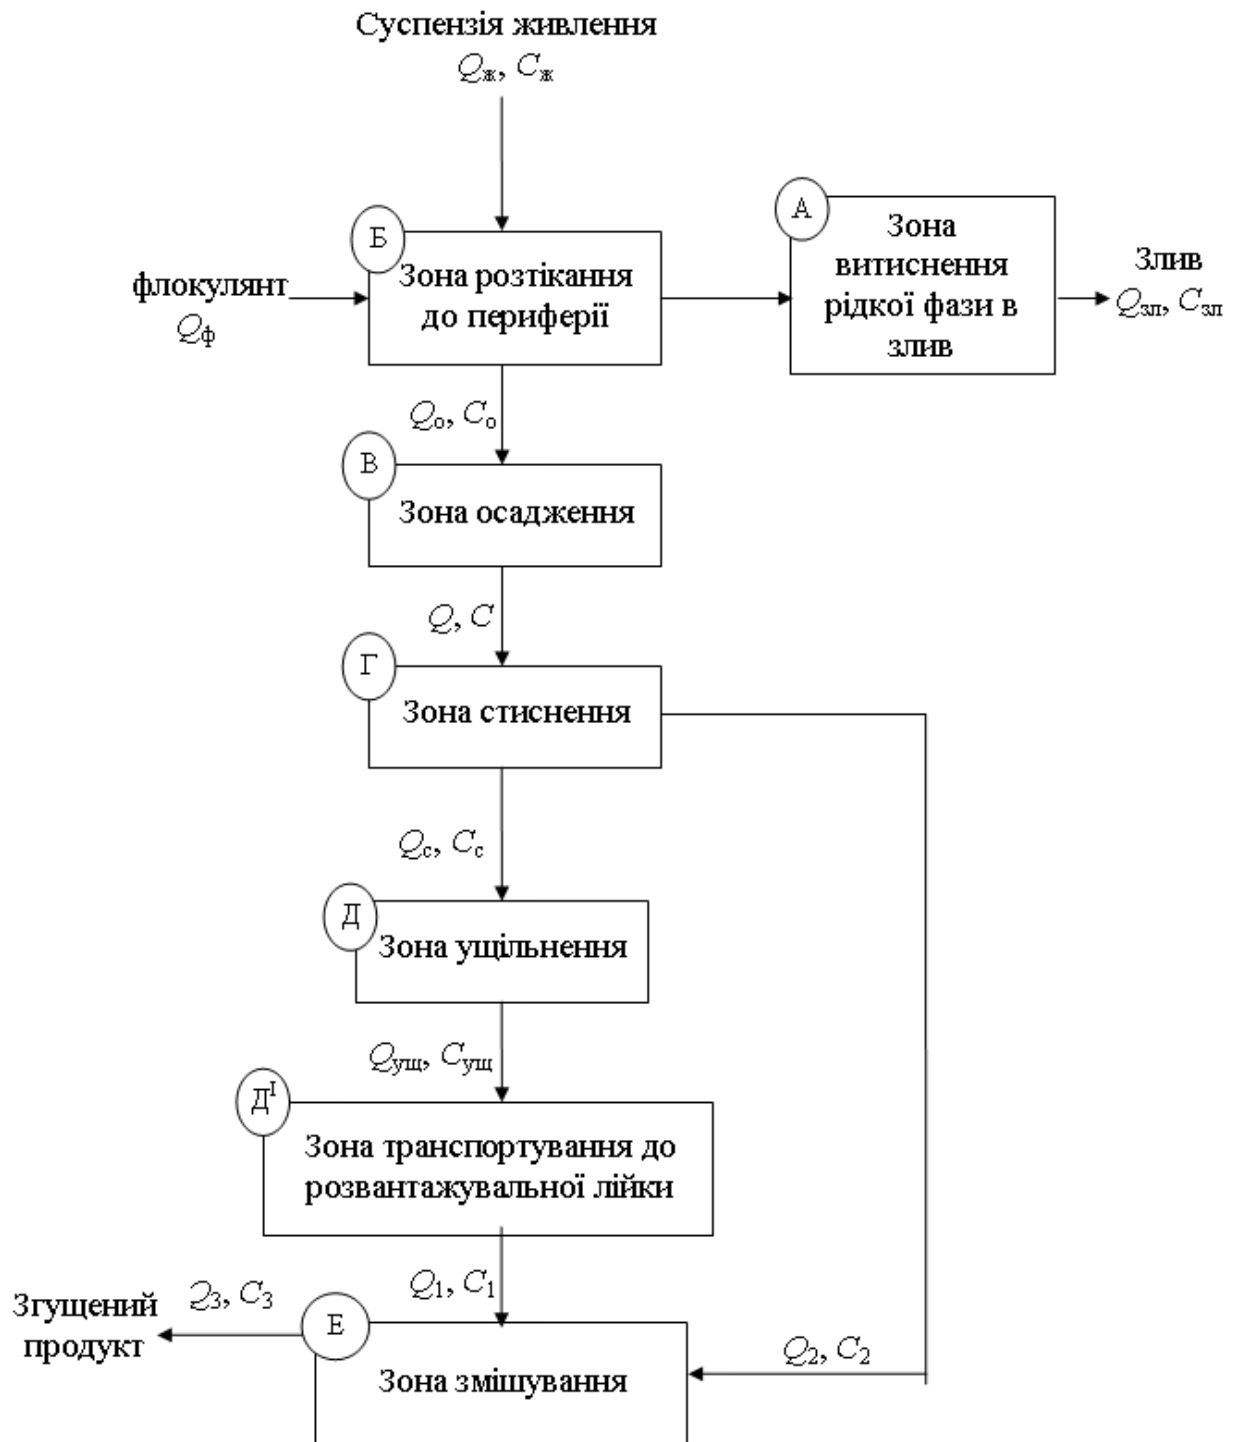 Суспензія живлення
Qж, Cж
Б
А
Зона розтікання
до периферії
Зона
витиснення
рідкої фази в
злив
флокулянт
Qф
Злив
Qзл, Cзл
Qо, Cо
В
Зона осадження
Q, C
Г
Зона стиснення
Qс, Cс
Д
Зона ущільнення
Qущ, Cущ
ДІ
Зона транспортування до
розвантажувальної лійки
Q1, C1
Q3, C3
Згущений
продукт
Е
Зона змішування
Q2, C2